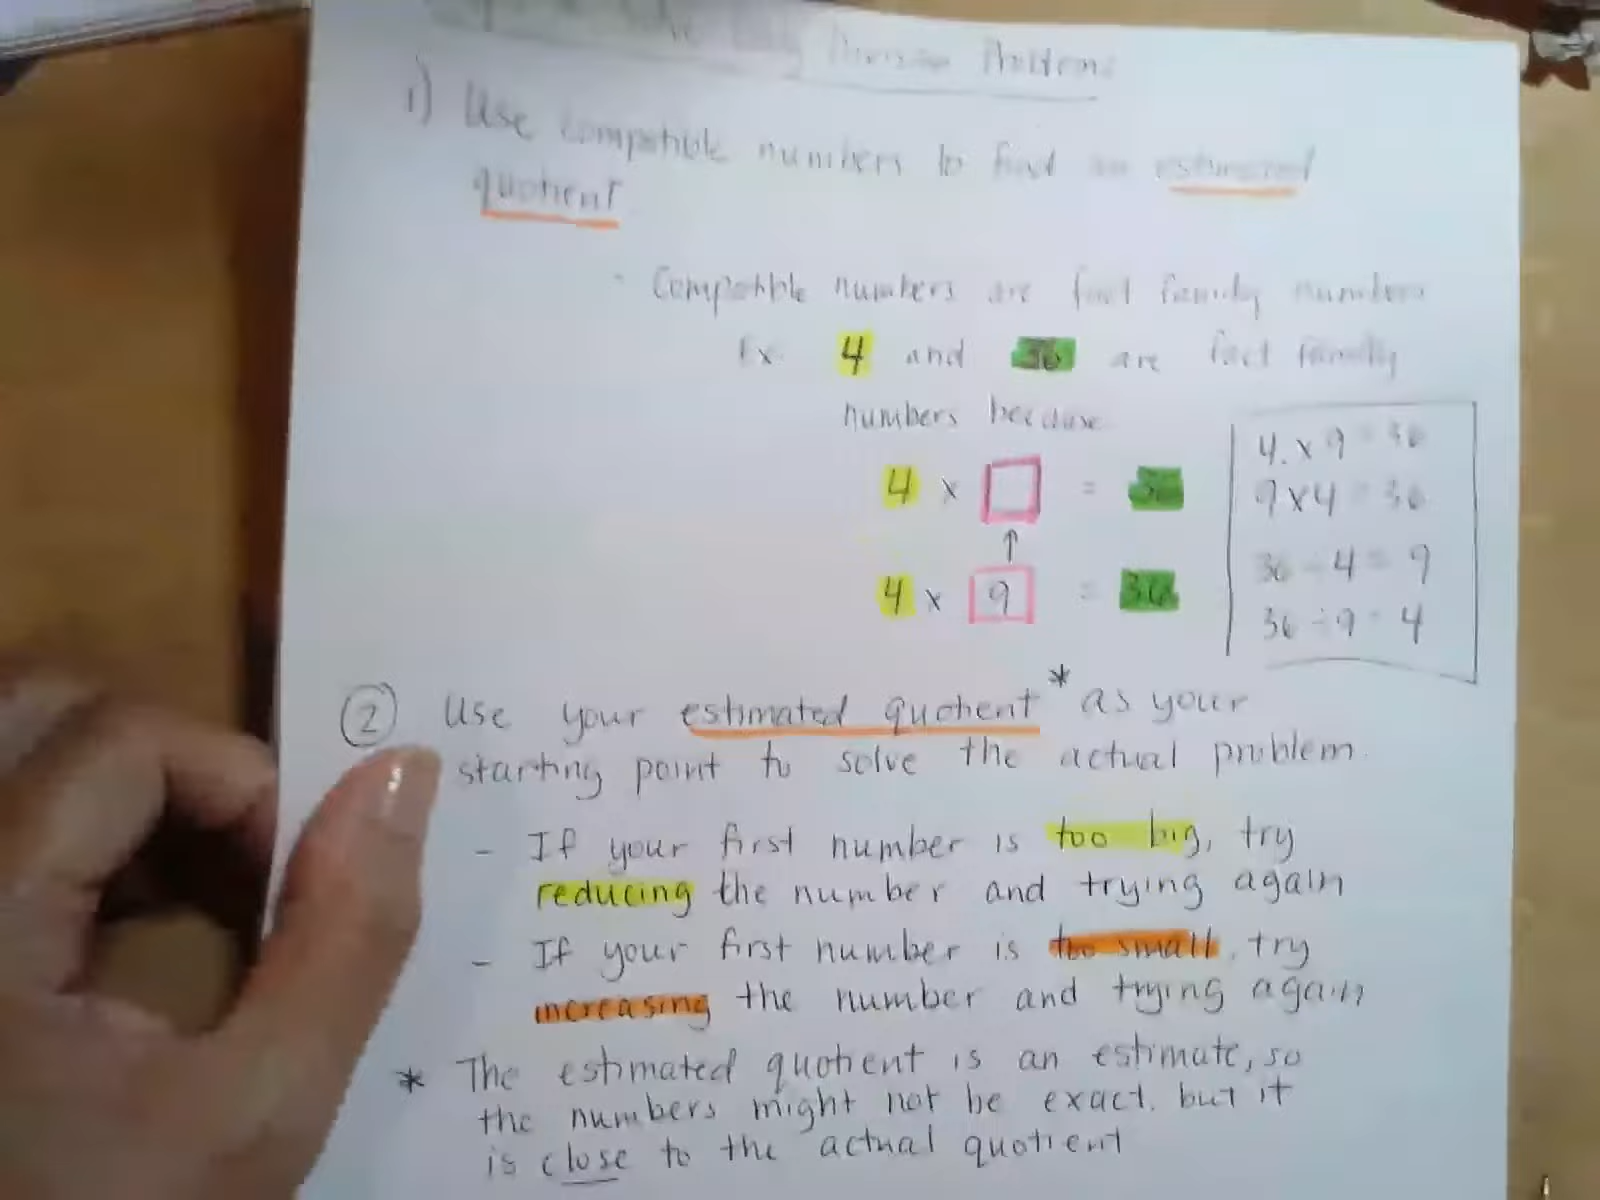 Division Problems
1) Use compatible numbers to find an estimated
quotient
- Compatible numbers are fact family numbers
Ex. 4 and 36 are fact family
numbers because
4 x □ = 36
↑
4 x 9 = 36
4 x 9 = 36
9 x 4 = 36
36 ÷ 4 = 9
36 ÷ 9 = 4
2 Use your estimated quotient* as your
starting point to solve the actual problem.
- If your first number is too big, try
reducing the number and trying again
- If your first number is too small, try
increasing the number and trying again
* The estimated quotient is an estimate, so
the numbers might not be exact, but it
is close to the actual quotient